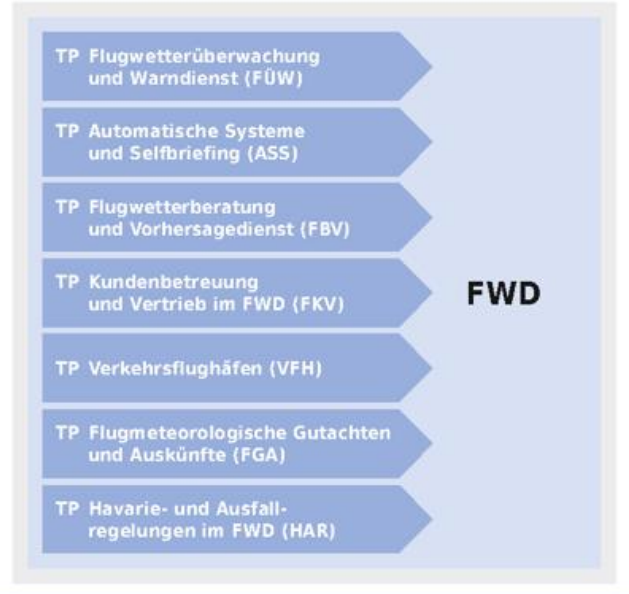 TP Flugwetterüberwachung
und Warndienst (FÜW)
TP Automatische Systeme
und Selfbriefing (ASS)
TP Flugwetterberatung
und Vorhersagedienst (FBV)
TP Kundenbetreuung
und Vertrieb im FWD (FKV)
TP Verkehrsflughäfen (VFH)
TP Flugmeteorologische Gutachten
und Auskünfte (FGA)
TP Havarie- und Ausfall-
regelungen im FWD (HAR)
FWD